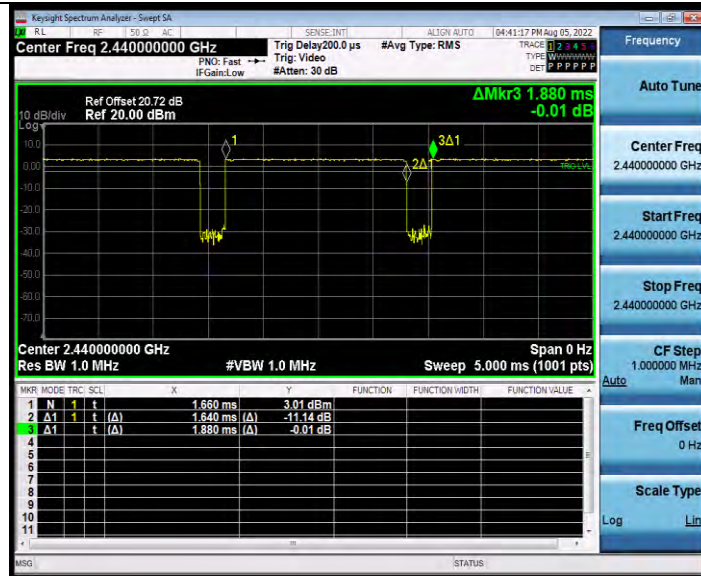 Keysight Spectrum Analyzer - Swept SA
LXI RL RF 50 Ω AC SENSE:INT ALIGN AUTO 04:41:17 PM Aug 05, 2022
Center Freq 2.440000000 GHz Trig Delay200.0 µs #Avg Type: RMS TRACE 1 2 3 4 5 6 Frequency
PNO: Fast Trig: Video TYPE WWWWWW
IFGain:Low #Atten: 30 dB DET P P P P P P
Auto Tune
Ref Offset 20.72 dB ΔMkr3 1.880 ms
10 dB/div Ref 20.00 dBm -0.01 dB
Log
10.0 1 3Δ1
0.00 2Δ1 TRIG LVL
-10.0
-20.0
-30.0
-40.0
-50.0
-60.0
-70.0
Center Freq
2.440000000 GHz
Start Freq
2.440000000 GHz
Stop Freq
2.440000000 GHz
Center 2.440000000 GHz Span 0 Hz
Res BW 1.0 MHz #VBW 1.0 MHz Sweep 5.000 ms (1001 pts)
CF Step
1.000000 MHz
Auto Man
MKR MODE TRC SCL X Y FUNCTION FUNCTION WIDTH FUNCTION VALUE
1 N 1 t 1.660 ms 3.01 dBm
2 Δ1 1 t (Δ) 1.640 ms (Δ) -11.14 dB
3 Δ1 t (Δ) 1.880 ms (Δ) -0.01 dB
4
5
6
7
8
9
10
11
Freq Offset
0 Hz
Scale Type
Log Lin
MSG STATUS